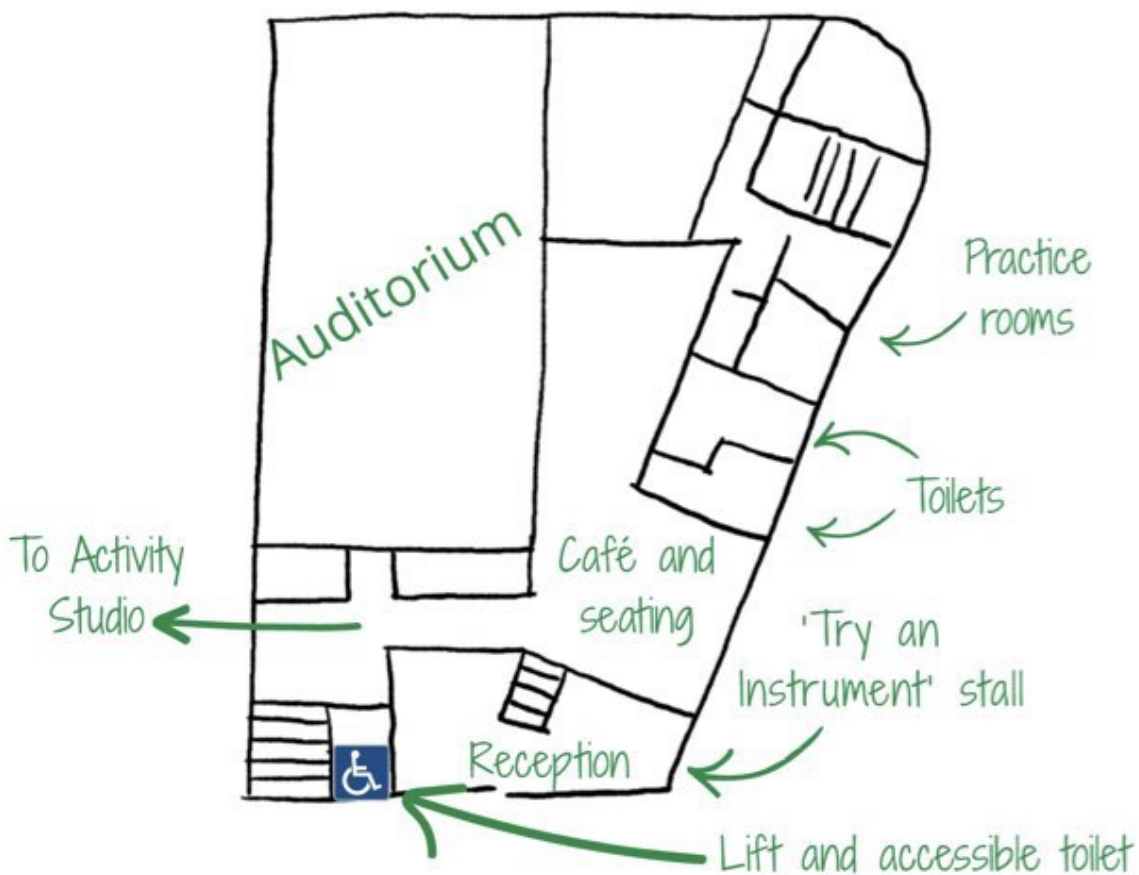 Auditorium
Practice
rooms
Toilets
To Activity
Studio
Café and
seating
'Try an
Instrument' stall
Reception
Lift and accessible toilet